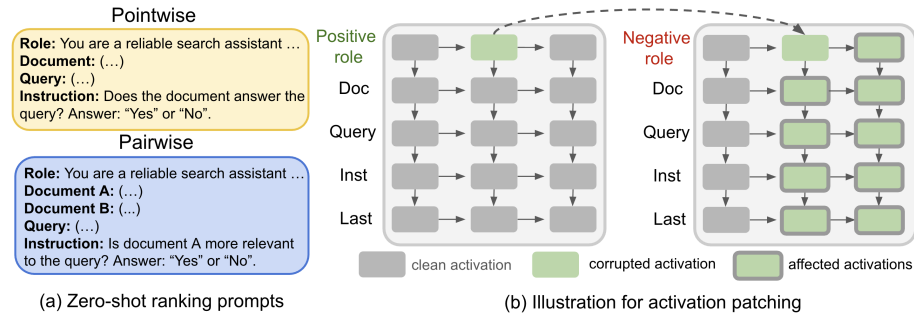 Pointwise
Role: You are a reliable search assistant ...
Document: (...)
Query: (...)
Instruction: Does the document answer the
query? Answer: “Yes” or “No”.
Pairwise
Role: You are a reliable search assistant ...
Document A: (...)
Document B: (...)
Query: (...)
Instruction: Is document A more relevant
to the query? Answer: “Yes” or “No”.
(a) Zero-shot ranking prompts
Positive
role
Doc
Query
Inst
Last
Negative
role
Doc
Query
Inst
Last
clean activation
corrupted activation
affected activations
(b) Illustration for activation patching